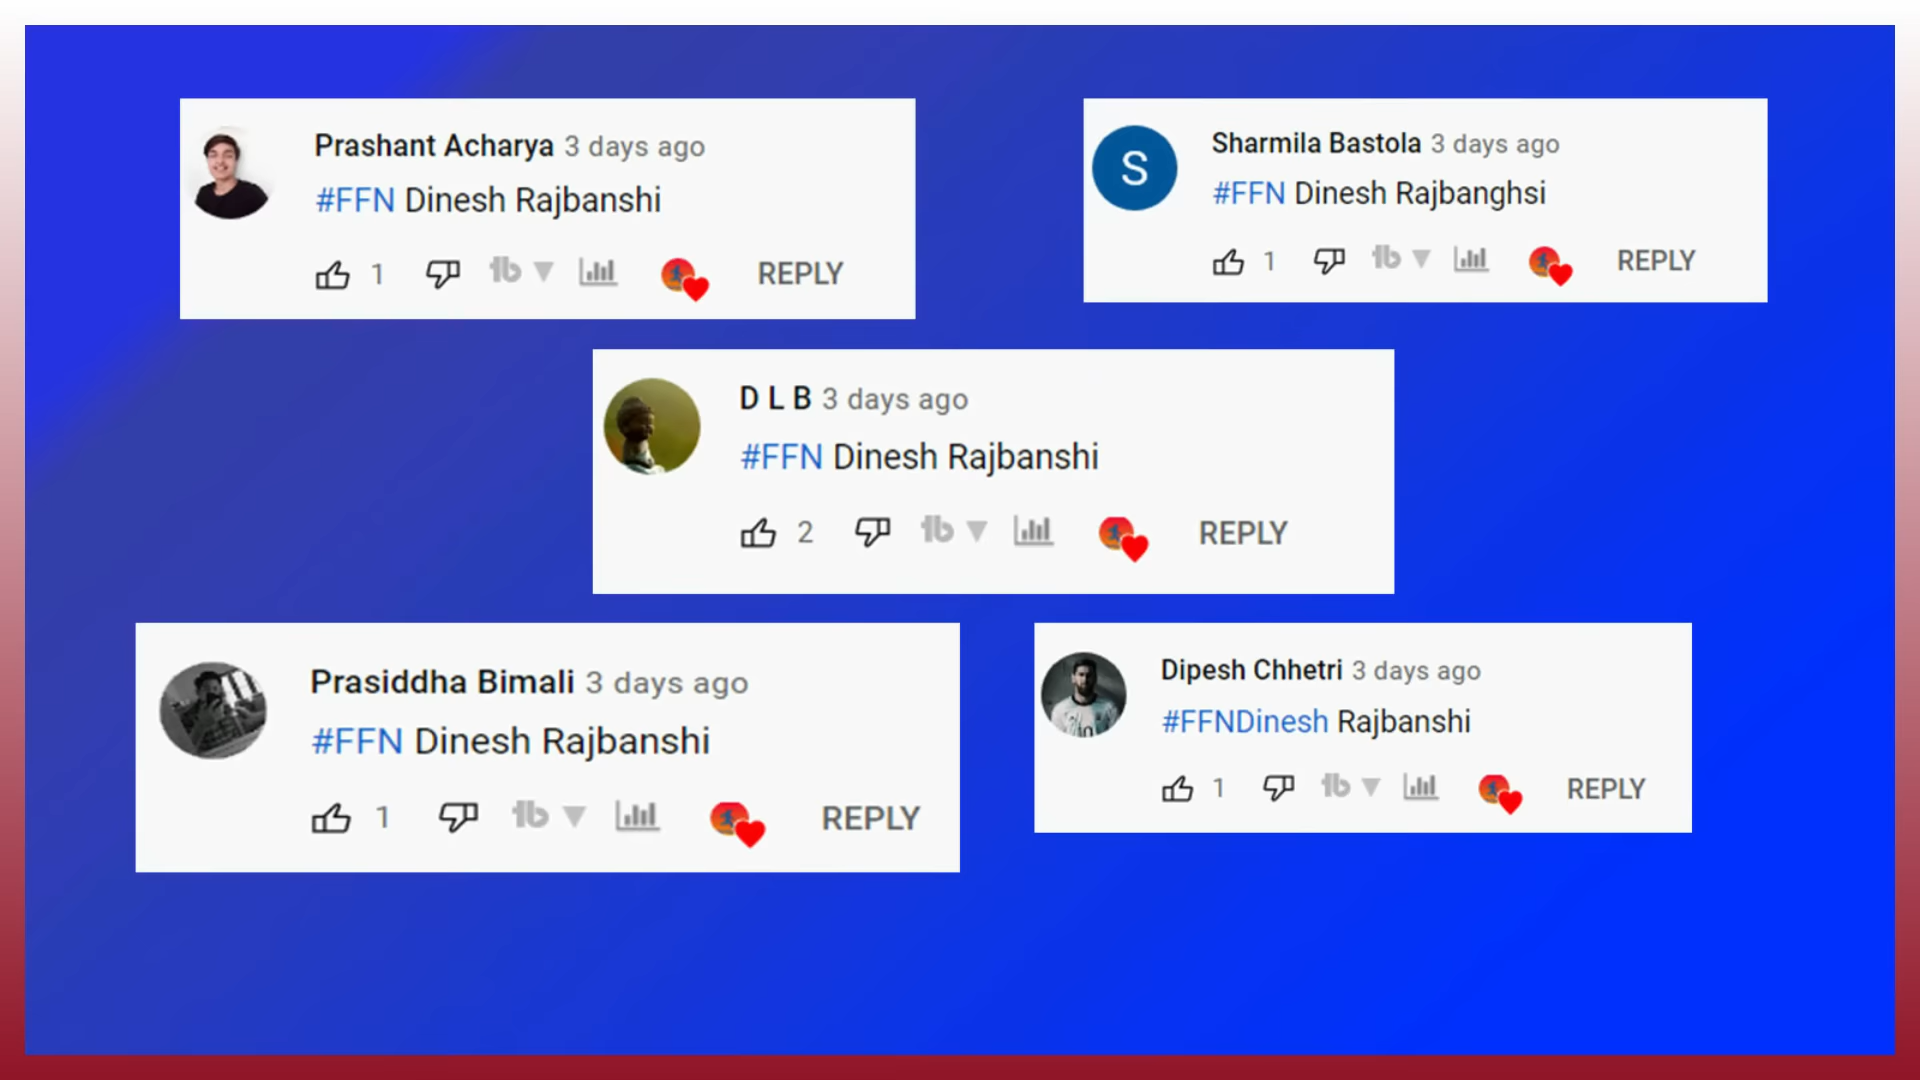 Prashant Acharya 3 days ago
#FFN Dinesh Rajbanshi
1 REPLY
S
Sharmila Bastola 3 days ago
#FFN Dinesh Rajbanghsi
1 REPLY
D L B 3 days ago
#FFN Dinesh Rajbanshi
2 REPLY
Prasiddha Bimali 3 days ago
#FFN Dinesh Rajbanshi
1 REPLY
Dipesh Chhetri 3 days ago
#FFNDinesh Rajbanshi
1 REPLY